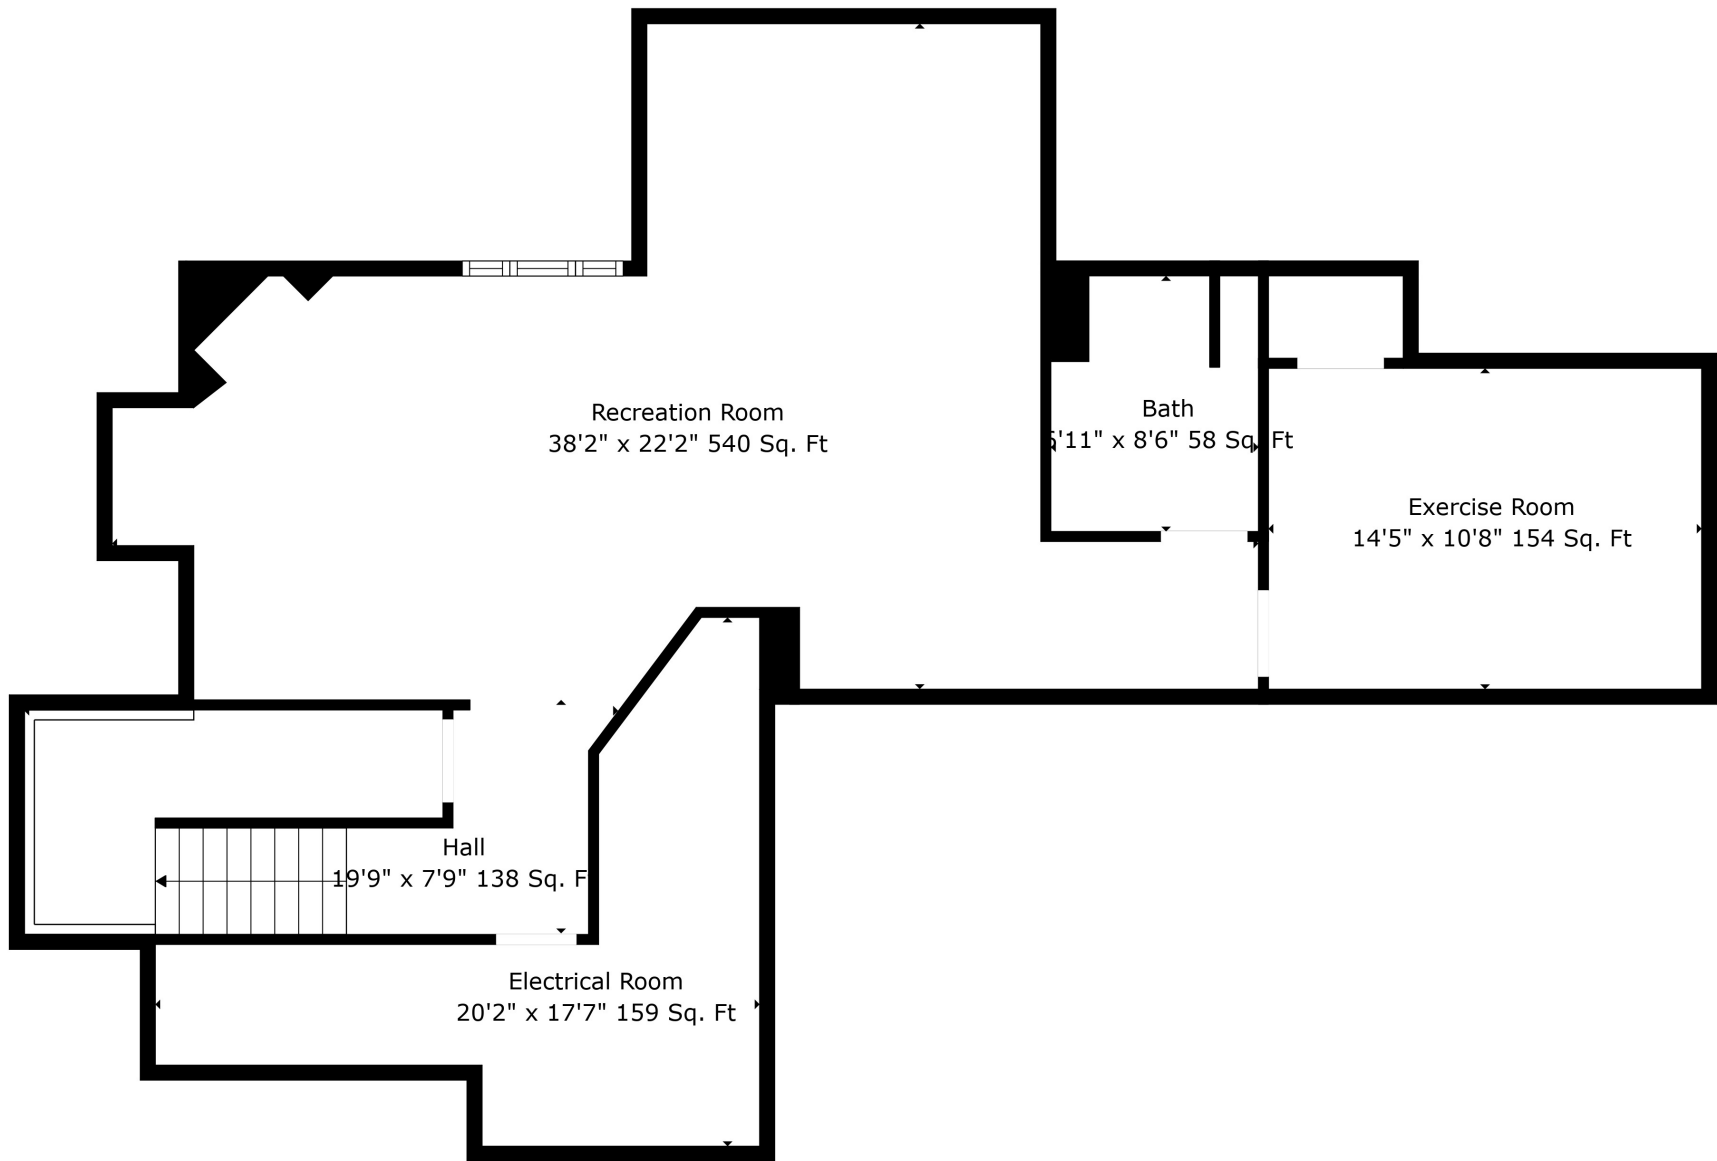 Recreation Room
38'2" x 22'2" 540 Sq. Ft
Bath
'11" x 8'6" 58 Sq. Ft
Exercise Room
14'5" x 10'8" 154 Sq. Ft
Hall
19'9" x 7'9" 138 Sq. F
Electrical Room
20'2" x 17'7" 159 Sq. Ft